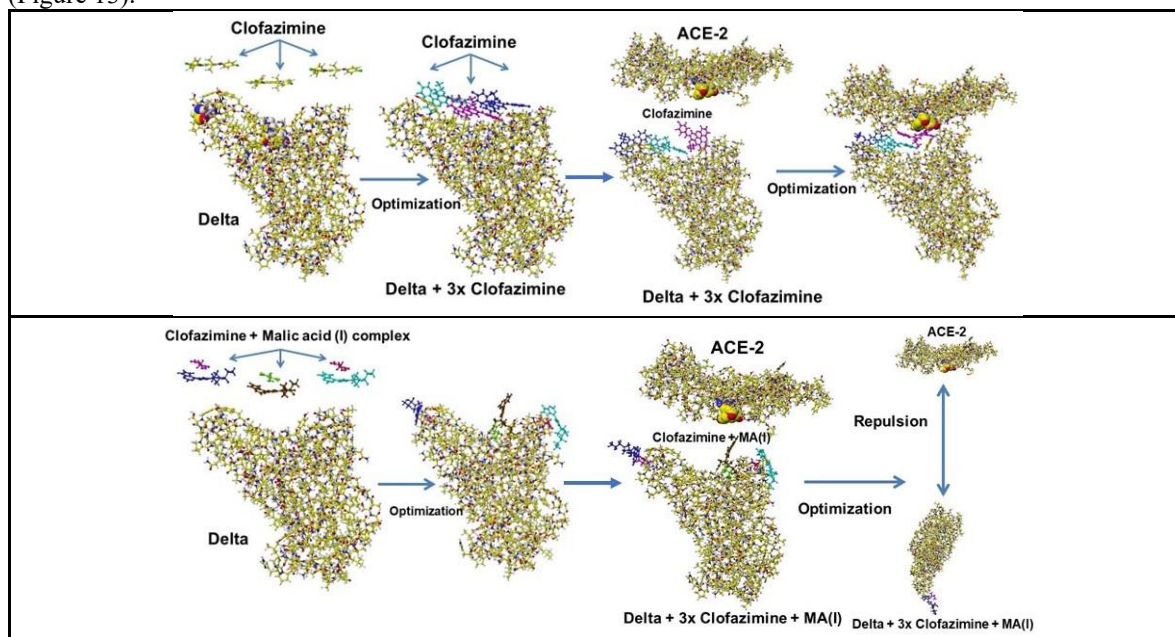 (Figure 13).
Clofazimine
Delta
Optimization
Clofazimine
Delta + 3x Clofazimine
ACE-2
Clofazimine
Delta + 3x Clofazimine
Optimization
Clofazimine + Malic acid (I) complex
Delta
Optimization
ACE-2
Clofazimine + MA(I)
Delta + 3x Clofazimine + MA(I)
Optimization
ACE-2
Repulsion
Delta + 3x Clofazimine + MA(I)